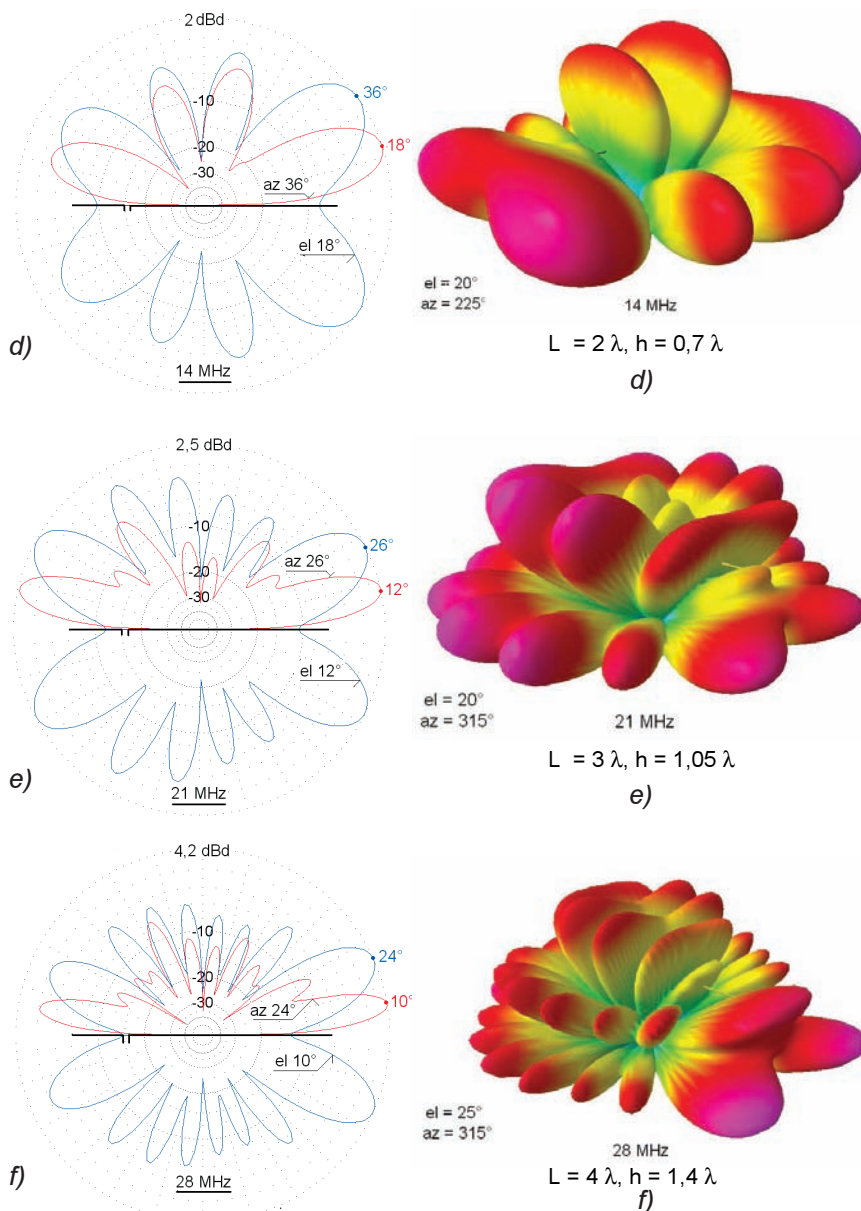 2 dBd
-10
-20
-30
36°
18°
az 36°
el 18°
d)
14 MHz
el = 20°
az = 225°
14 MHz
L = 2 λ, h = 0,7 λ
d)
2,5 dBd
-10
-20
-30
26°
12°
az 26°
el 12°
e)
21 MHz
el = 20°
az = 315°
21 MHz
L = 3 λ, h = 1,05 λ
e)
4,2 dBd
-10
-20
-30
24°
10°
az 24°
el 10°
f)
28 MHz
el = 25°
az = 315°
28 MHz
L = 4 λ, h = 1,4 λ
f)